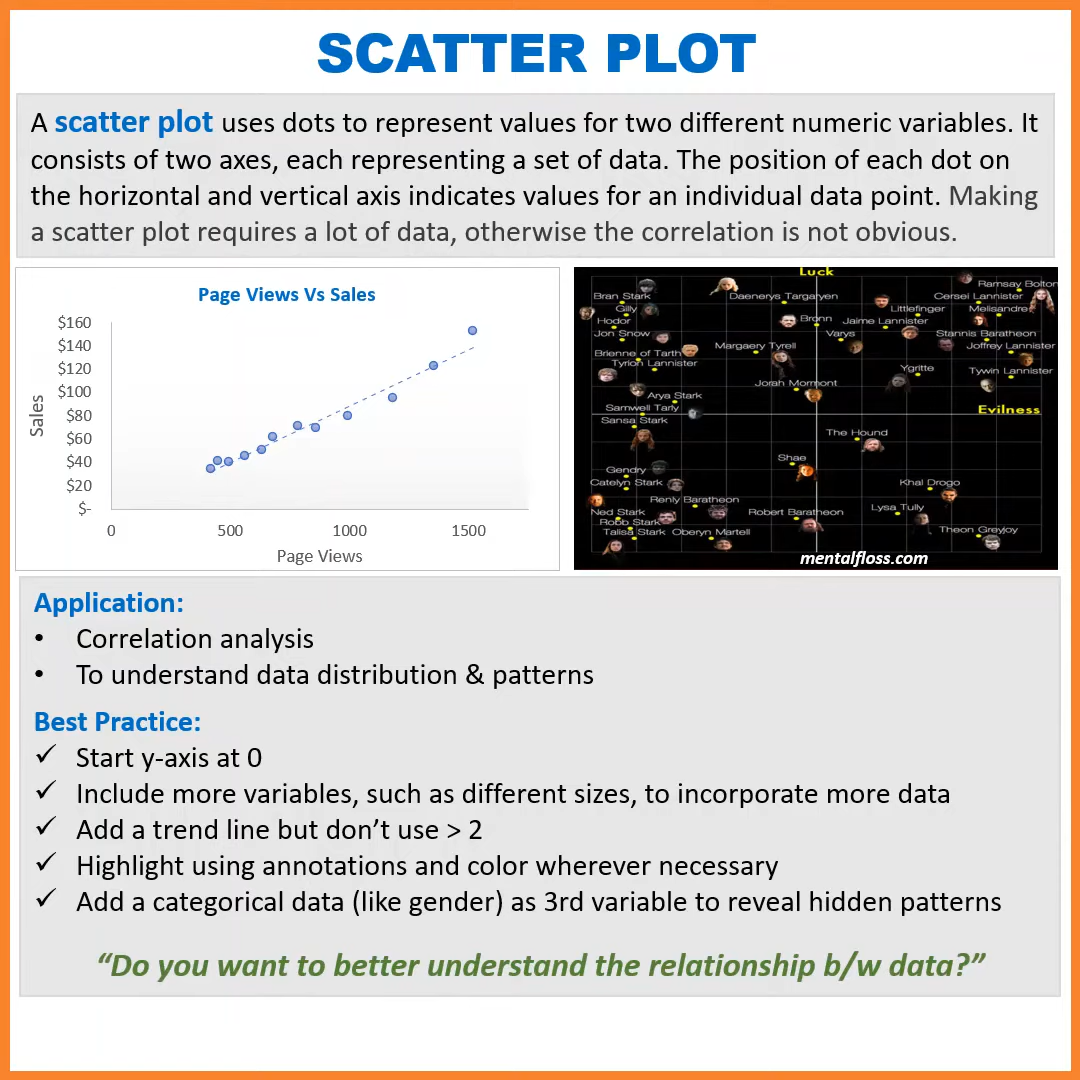 SCATTER PLOT
A scatter plot uses dots to represent values for two different numeric variables. It
consists of two axes, each representing a set of data. The position of each dot on
the horizontal and vertical axis indicates values for an individual data point. Making
a scatter plot requires a lot of data, otherwise the correlation is not obvious.
Page Views Vs Sales
$160
$140
$120
$100
$80
$60
$40
$20
$-
Sales
0 500 1000 1500
Page Views
Luck
Ramsay Bolton
Bran Stark Daenerys Targaryen Cersei Lannister
Gilly Littlefinger Melisandre
Hodor Bronn Jaime Lannister
Jon Snow Varys Stannis Baratheon
Margaery Tyrell Joffrey Lannister
Brienne of Tarth
Tyrion Lannister Ygritte Tywin Lannister
Jorah Mormont
Arya Stark
Samwell Tarly Evilness
Sansa Stark
The Hound
Shae
Gendry
Catelyn Stark Khal Drogo
Renly Baratheon
Ned Stark Robert Baratheon Lysa Tully
Robb Stark
Talisa Stark Oberyn Martell Theon Greyjoy
mentalfloss.com
Application:
• Correlation analysis
• To understand data distribution & patterns
Best Practice:
✓ Start y-axis at 0
✓ Include more variables, such as different sizes, to incorporate more data
✓ Add a trend line but don’t use > 2
✓ Highlight using annotations and color wherever necessary
✓ Add a categorical data (like gender) as 3rd variable to reveal hidden patterns
“Do you want to better understand the relationship b/w data?”